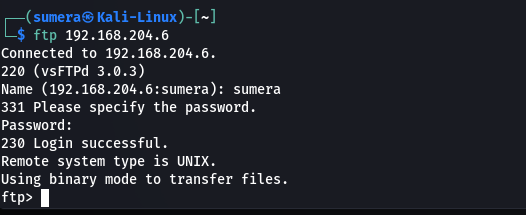 (sumera㉿Kali-Linux)-[~]
$ ftp 192.168.204.6
Connected to 192.168.204.6.
220 (vsFTPd 3.0.3)
Name (192.168.204.6:sumera): sumera
331 Please specify the password.
Password:
230 Login successful.
Remote system type is UNIX.
Using binary mode to transfer files.
ftp>